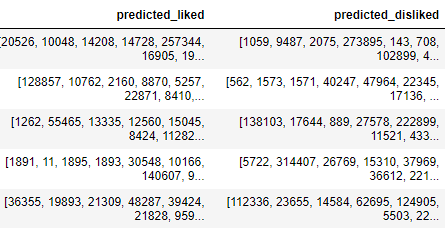 predicted_liked predicted_disliked
[20526, 10048, 14208, 14728, 257344, [1059, 9487, 2075, 273895, 143, 708,
16905, 19... 102899, 4...
[128857, 10762, 2160, 8870, 5257, [562, 1573, 1571, 40247, 47964, 22345,
22871, 8410,... 17136, ...
[1262, 55465, 13335, 12560, 15045, [138103, 17644, 889, 27578, 222899,
8424, 11282... 11521, 433...
[1891, 11, 1895, 1893, 30548, 10166, [5722, 314407, 26769, 15310, 37969,
140607, 9... 36612, 221...
[36355, 19893, 21309, 48287, 39424, [112336, 23655, 14584, 62695, 124905,
21828, 959... 5503, 22...